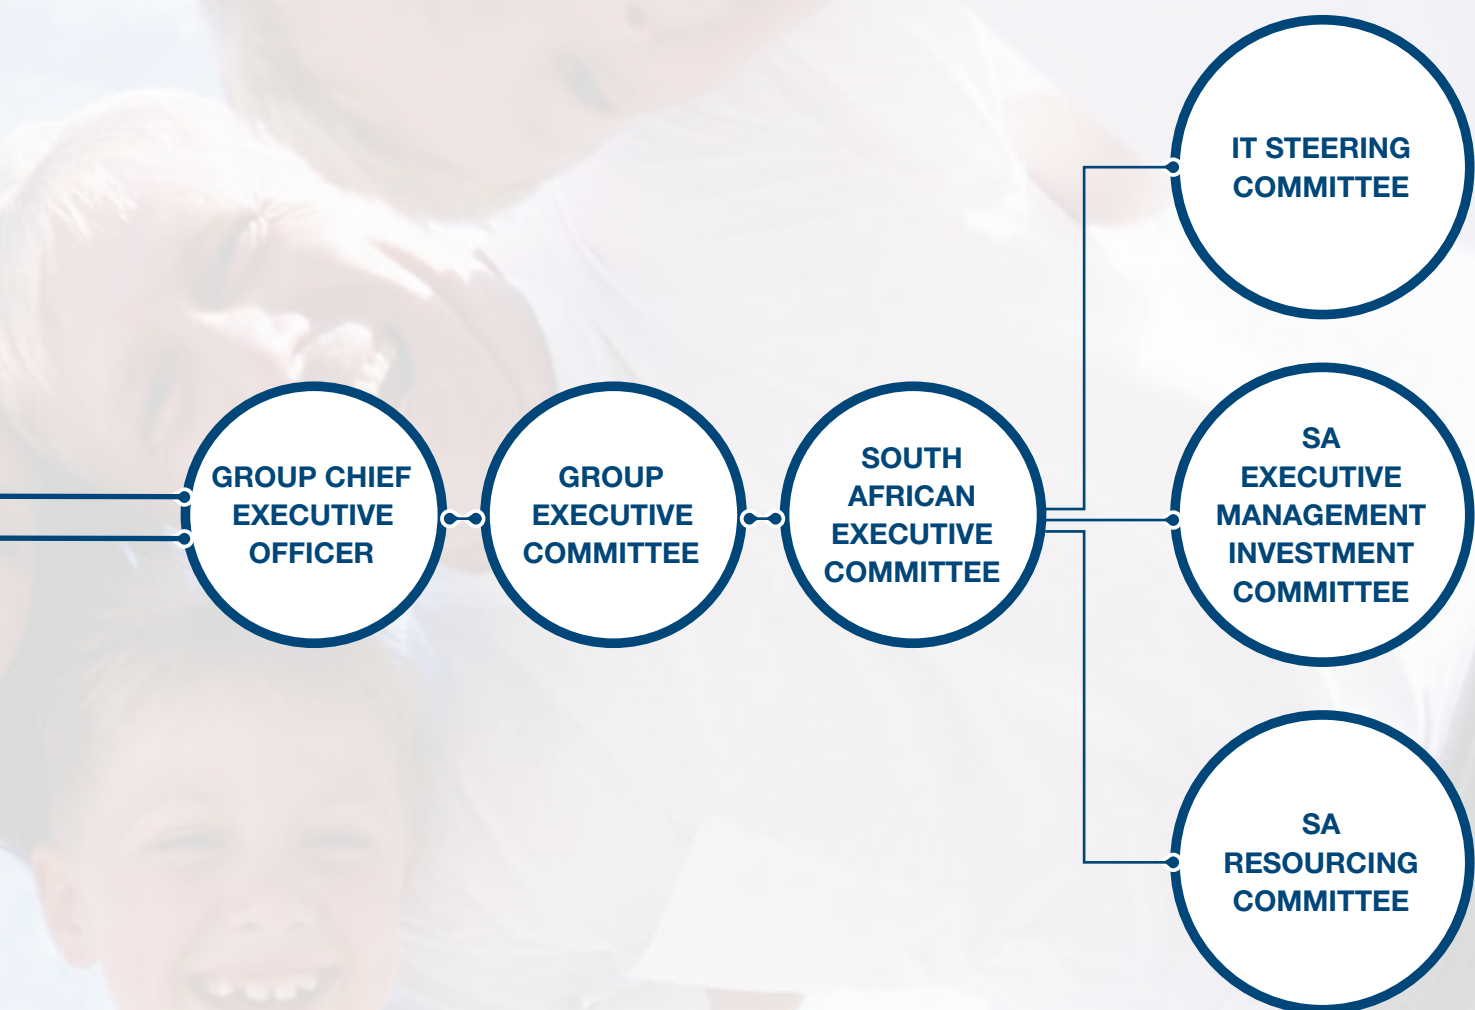 GROUP CHIEF
EXECUTIVE
OFFICER
GROUP
EXECUTIVE
COMMITTEE
SOUTH
AFRICAN
EXECUTIVE
COMMITTEE
IT STEERING
COMMITTEE
SA
EXECUTIVE
MANAGEMENT
INVESTMENT
COMMITTEE
SA
RESOURCING
COMMITTEE